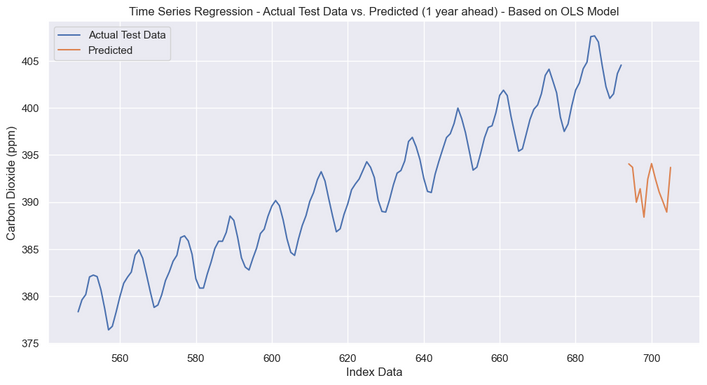 Time Series Regression - Actual Test Data vs. Predicted (1 year ahead) - Based on OLS Model
Actual Test Data
Predicted
Carbon Dioxide (ppm)
405
400
395
390
385
380
375
560 580 600 620 640 660 680 700
Index Data